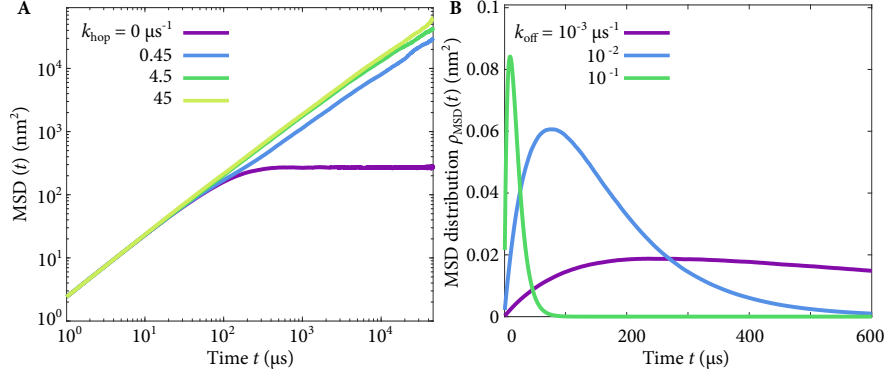 A
k_hop = 0 μs⁻¹
0.45
4.5
45
MSD (t) (nm²)
10⁴
10³
10²
10¹
10⁰
10⁰ 10¹ 10² 10³ 10⁴
Time t (μs)
B
k_off = 10⁻³ μs⁻¹
10⁻²
10⁻¹
MSD distribution ρ_MSD(t) (nm²)
0.1
0.08
0.06
0.04
0.02
0
0 200 400 600
Time t (μs)